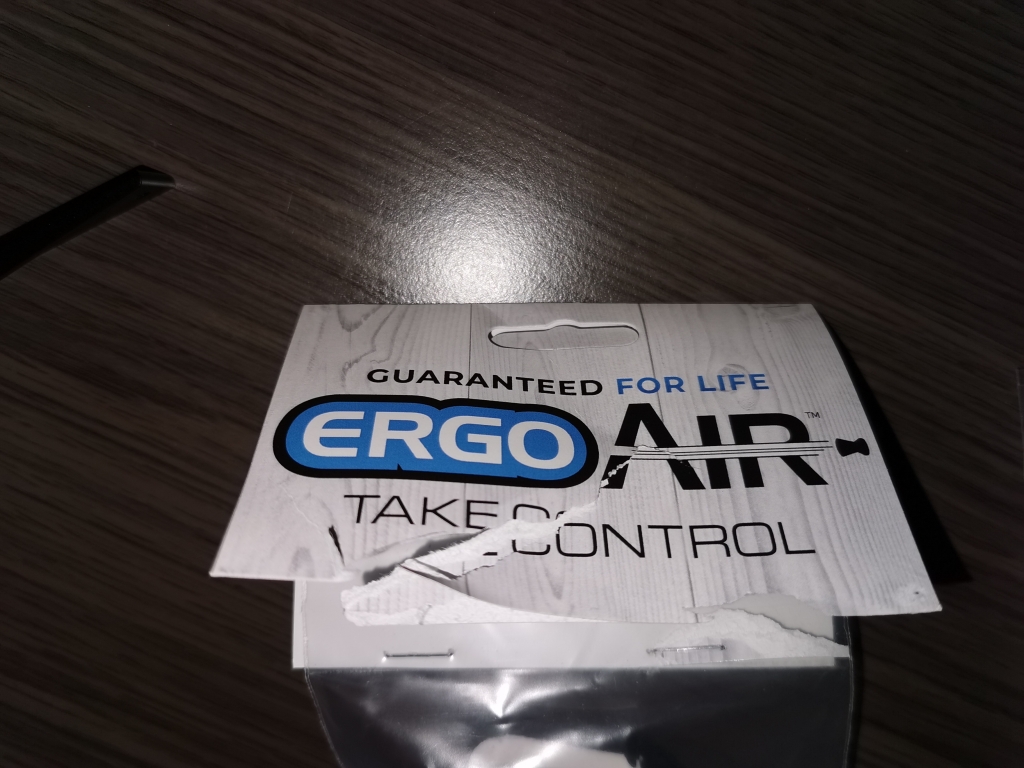 GUARANTEED FOR LIFE
ERGO AIR™
TAKE CONTROL